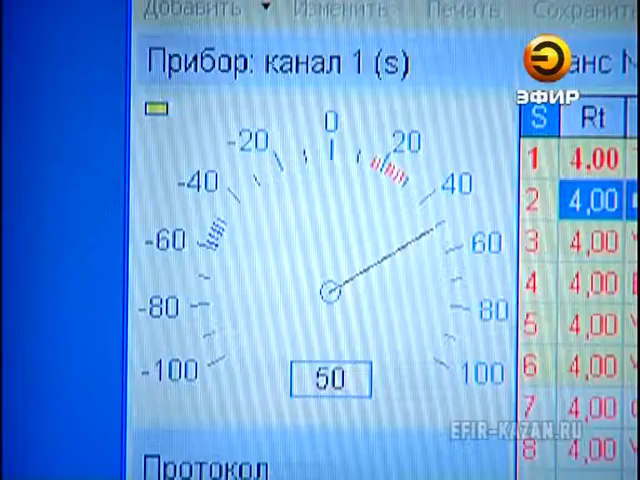 Добавить Изменить Печать Сохранить
Прибор: канал 1 (s)
анс N
ЭФИР
S Rt
0
-20 20
-40 40
-60 60
-80 80
-100 100
50
1 4,00
2 4,00
3 4,00
4 4,00
5 4,00
6 4,00
7 4,00
8 4,00
EFIR-KAZAN.RU
Протокол